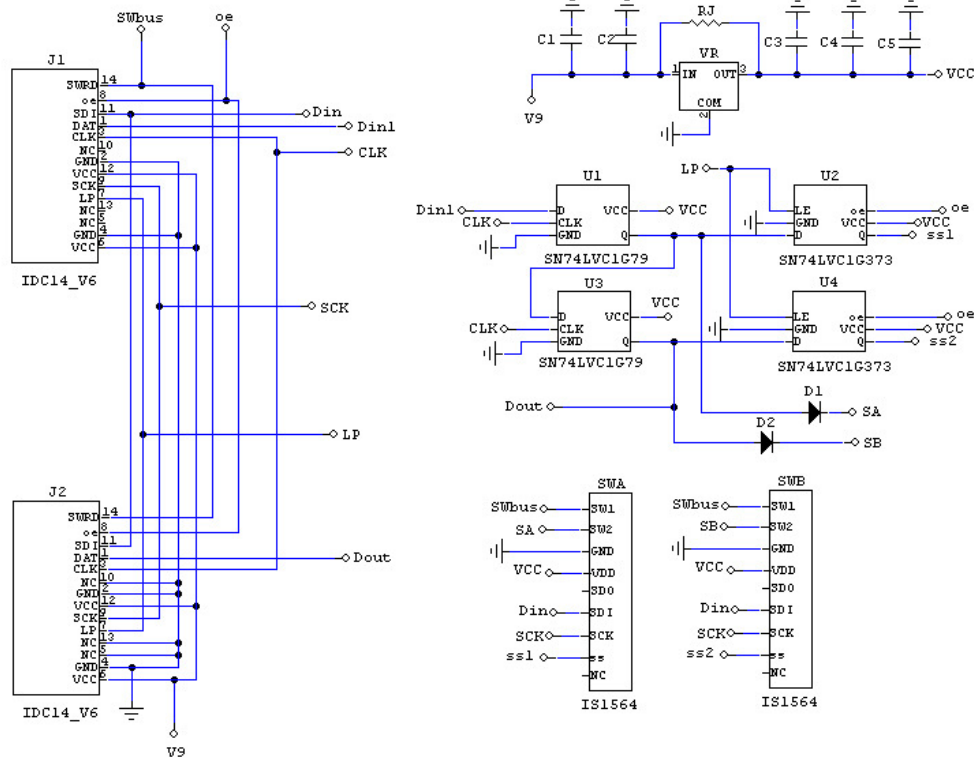 SWbus
oe
J1
SWRD 14
oe 8
SDI 11
DAT 1
CLK 3
NC 10
GND 2
VCC 12
SCK 9
LP 7
NC 13
NC 5
GND 4
VCC 6
IDC14_V6
Din
Din1
CLK
SCK
LP
J2
SWRD 14
oe 8
SDI 11
DAT 1
CLK 3
NC 10
GND 2
VCC 12
SCK 9
LP 7
NC 13
NC 5
GND 4
VCC 6
IDC14_V6
Dout
V9
C1
C2
RJ
VR
1 IN OUT 3
COM
2
C3
C4
C5
VCC
V9
LP
U1
Din1 D VCC VCC
CLK CLK
GND Q
SN74LVC1G79
U2
LE oe oe
GND VCC VCC
D Q ss1
SN74LVC1G373
U3
D VCC VCC
CLK CLK
GND Q
SN74LVC1G79
U4
LE oe oe
GND VCC VCC
D Q ss2
SN74LVC1G373
Dout
D1
SA
D2
SB
SWA
SWbus SW1
SA SW2
GND
VCC VDD
SDO
Din SDI
SCK SCK
ss1 ss
NC
IS1564
SWB
SWbus SW1
SB SW2
GND
VCC VDD
SDO
Din SDI
SCK SCK
ss2 ss
NC
IS1564